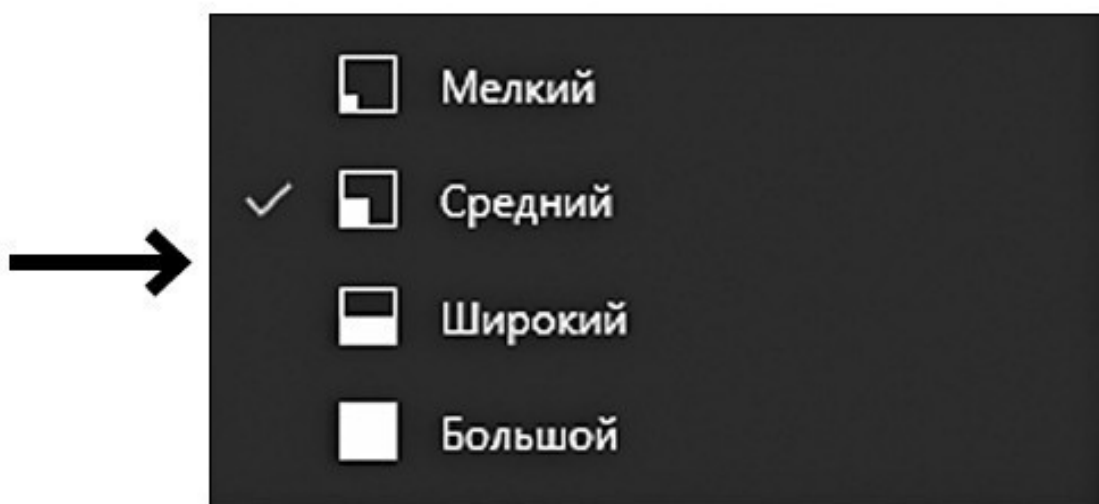 Мелкий
Средний
Широкий
Большой